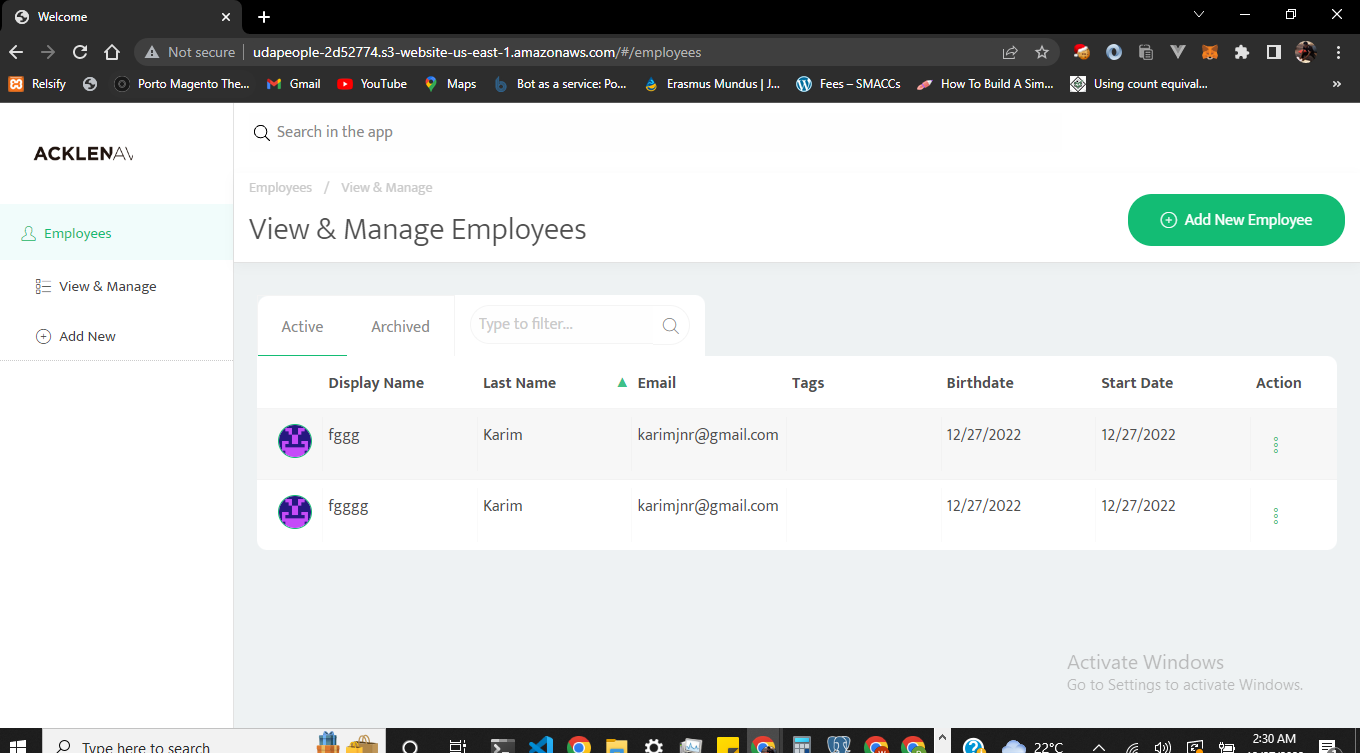 Welcome
Not secure udapeople-2d52774.s3-website-us-east-1.amazonaws.com/#/employees
Relsify Porto Magento The... Gmail YouTube Maps Bot as a service: Po... Erasmus Mundus | J... Fees – SMACCs How To Build A Sim... Using count equival... »
ACKLENAV
Search in the app
Employees / View & Manage
View & Manage Employees
Add New Employee
Employees
View & Manage
Add New
Active Archived Type to filter...
Display Name Last Name Email Tags Birthdate Start Date Action
fggg Karim karimjnr@gmail.com 12/27/2022 12/27/2022
fgggg Karim karimjnr@gmail.com 12/27/2022 12/27/2022
Activate Windows
Go to Settings to activate Windows.
Type here to search
22°C
2:30 AM